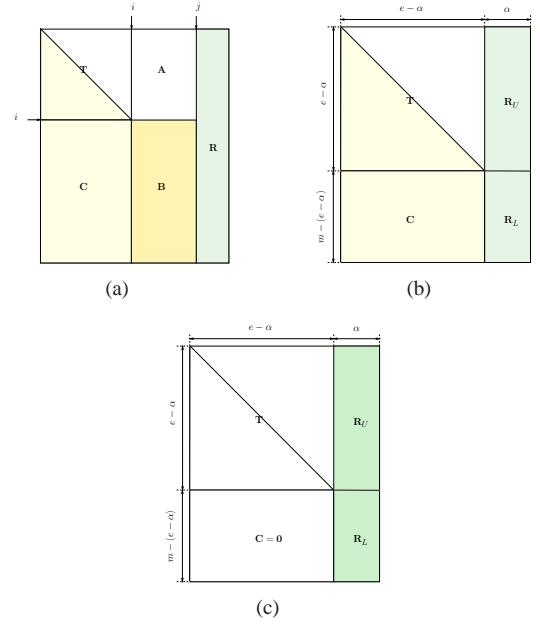 i j
T A
i
R
C B
(a)
e − α α
e − α
T R_U
m − (e − α)
C R_L
(b)
e − α α
e − α
T R_U
m − (e − α)
C = 0 R_L
(c)